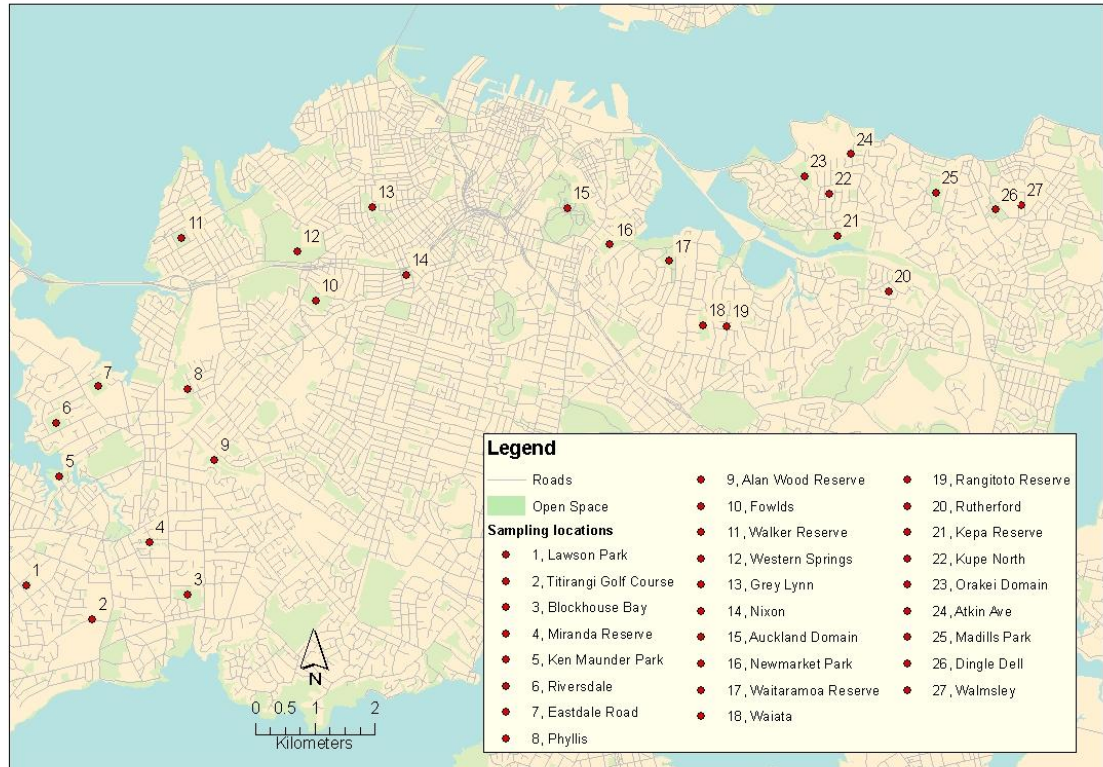 24
23
22
25
26
27
13
15
11
12
16
21
17
14
10
20
18
19
7
8
6
9
5
4
1
3
2
N
0 0.5 1 2
Kilometers
Legend
Roads
Open Space
Sampling locations
1, Lawson Park
2, Titirangi Golf Course
3, Blockhouse Bay
4, Miranda Reserve
5, Ken Maunder Park
6, Riversdale
7, Eastdale Road
8, Phyllis
9, Alan Wood Reserve
10, Fowlds
11, Walker Reserve
12, Western Springs
13, Grey Lynn
14, Nixon
15, Auckland Domain
16, Newmarket Park
17, Waitaramoa Reserve
18, Waiata
19, Rangitoto Reserve
20, Rutherford
21, Kepa Reserve
22, Kupe North
23, Orakei Domain
24, Atkin Ave
25, Madills Park
26, Dingle Dell
27, Walmsley